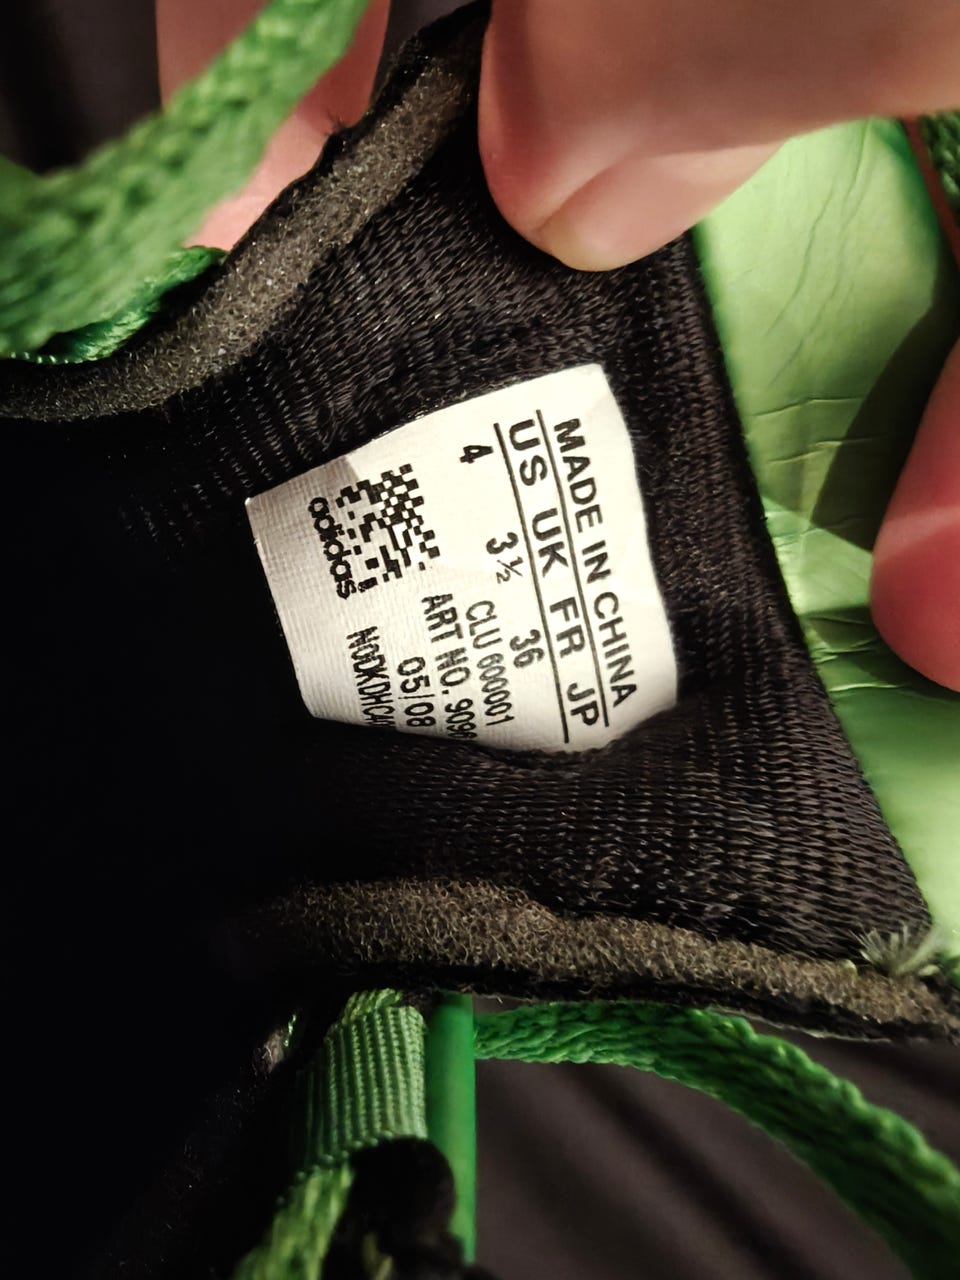 MADE IN CHINA
US UK FR JP
4 3½ 36
CLU 600001
ART NO.
05/08
adidas